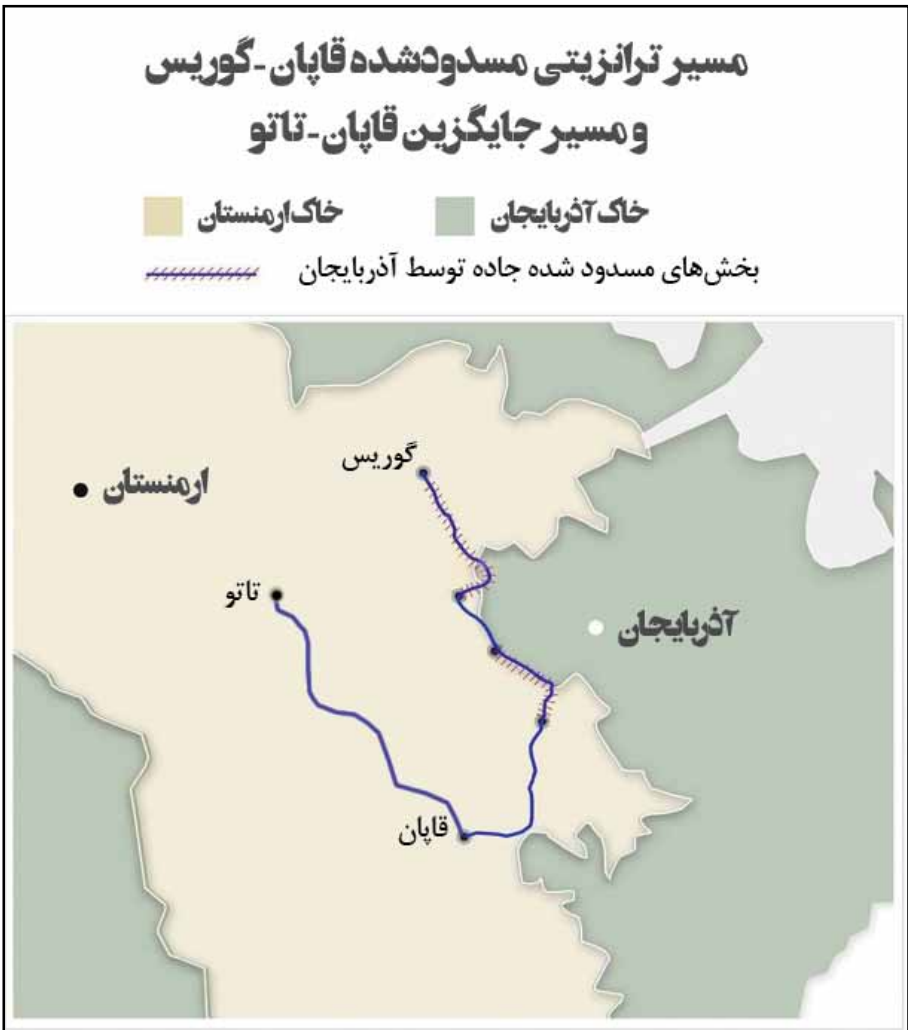 مسیر ترانزیتی مسدودشده قاپان-گوریس
و مسیر جایگزین قاپان-تاتو
خاک آذربایجان
خاک ارمنستان
بخش‌های مسدود شده جاده توسط آذربایجان
گوریس
ارمنستان
تاتو
آذربایجان
قاپان